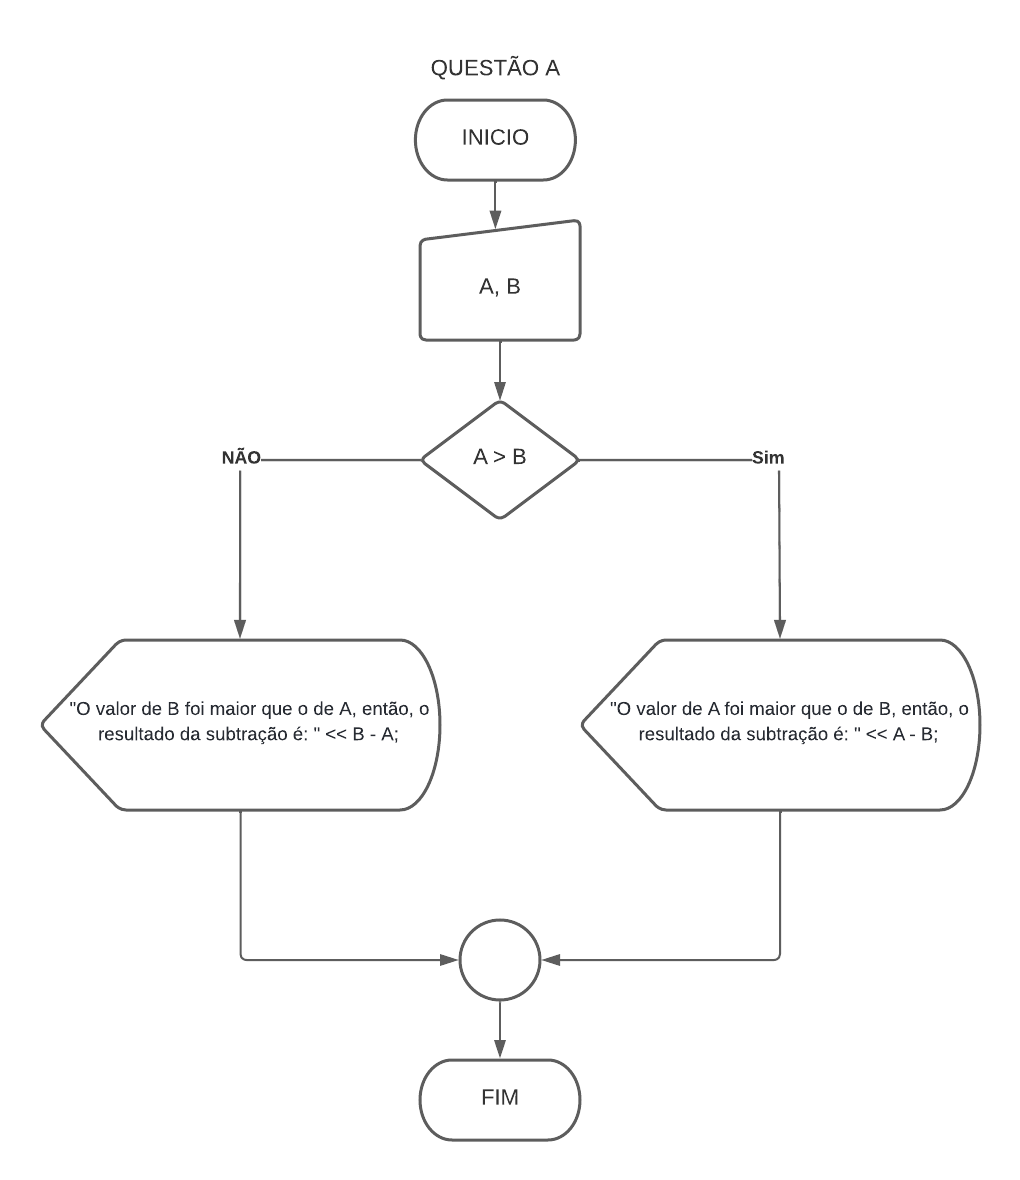 QUESTÃO A
INICIO
A, B
A > B
NÃO
Sim
"O valor de B foi maior que o de A, então, o
resultado da subtração é: " << B - A;
"O valor de A foi maior que o de B, então, o
resultado da subtração é: " << A - B;
FIM